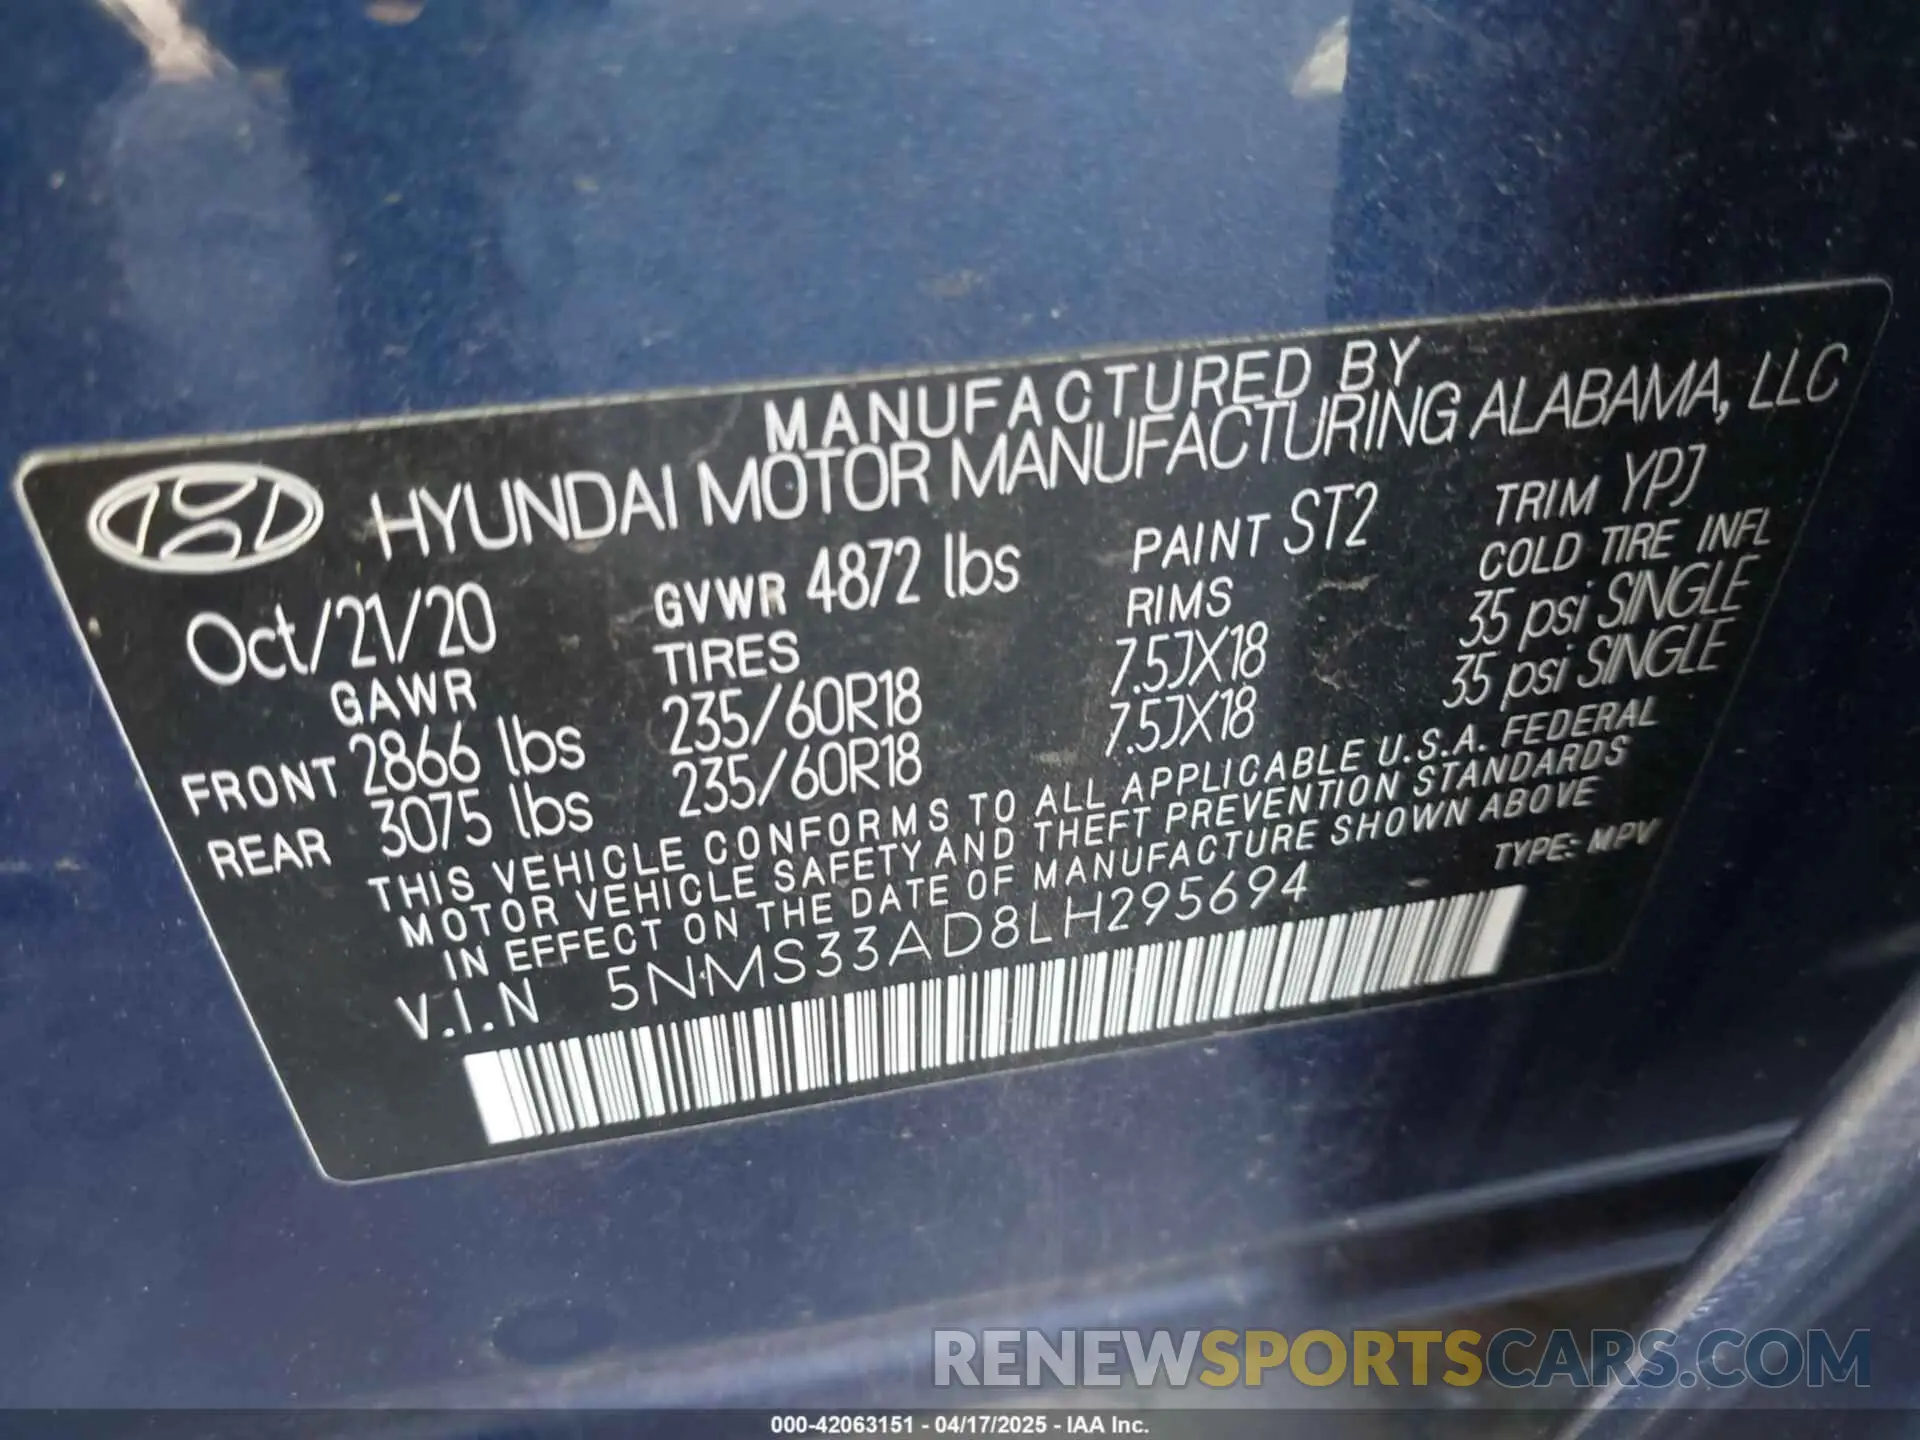 MANUFACTURED BY
HYUNDAI MOTOR MANUFACTURING ALABAMA, LLC
Oct/21/20 GVWR 4872 lbs PAINT ST2 TRIM YPJ
GAWR TIRES RIMS COLD TIRE INFL
FRONT 2866 lbs 235/60R18 7.5JX18 35 psi SINGLE
REAR 3075 lbs 235/60R18 7.5JX18 35 psi SINGLE
THIS VEHICLE CONFORMS TO ALL APPLICABLE U.S.A. FEDERAL
MOTOR VEHICLE SAFETY AND THEFT PREVENTION STANDARDS
IN EFFECT ON THE DATE OF MANUFACTURE SHOWN ABOVE
V.I.N 5NMS33AD8LH295694 TYPE: MPV
RENEWSPORTSCARS.COM
000-42063151 - 04/17/2025 - IAA Inc.